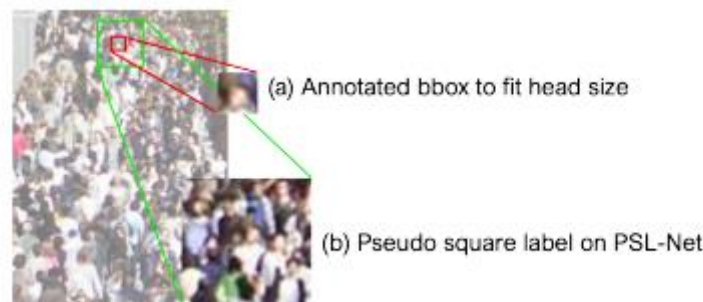 (a) Annotated bbox to fit head size
(b) Pseudo square label on PSL-Net